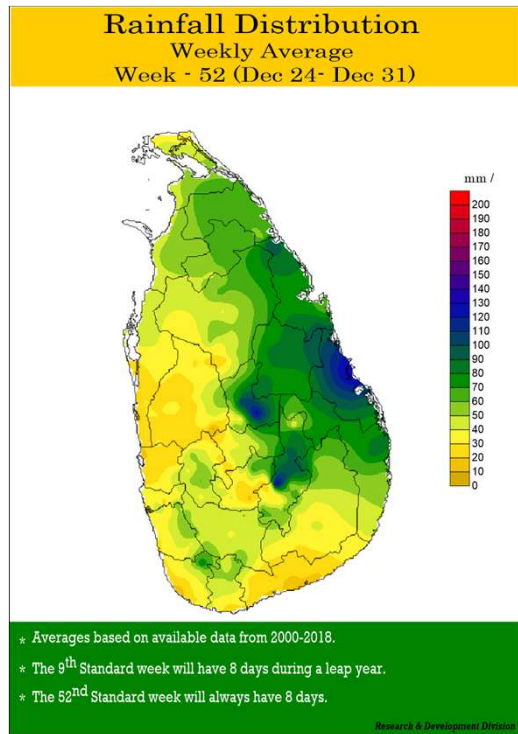 Rainfall Distribution
Weekly Average
Week - 52 (Dec 24- Dec 31)
mm /
200
190
180
170
160
150
140
130
120
110
100
90
80
70
60
50
40
30
20
10
0
* Averages based on available data from 2000-2018.
* The 9th Standard week will have 8 days during a leap year.
* The 52nd Standard week will always have 8 days.
Research & Development Division